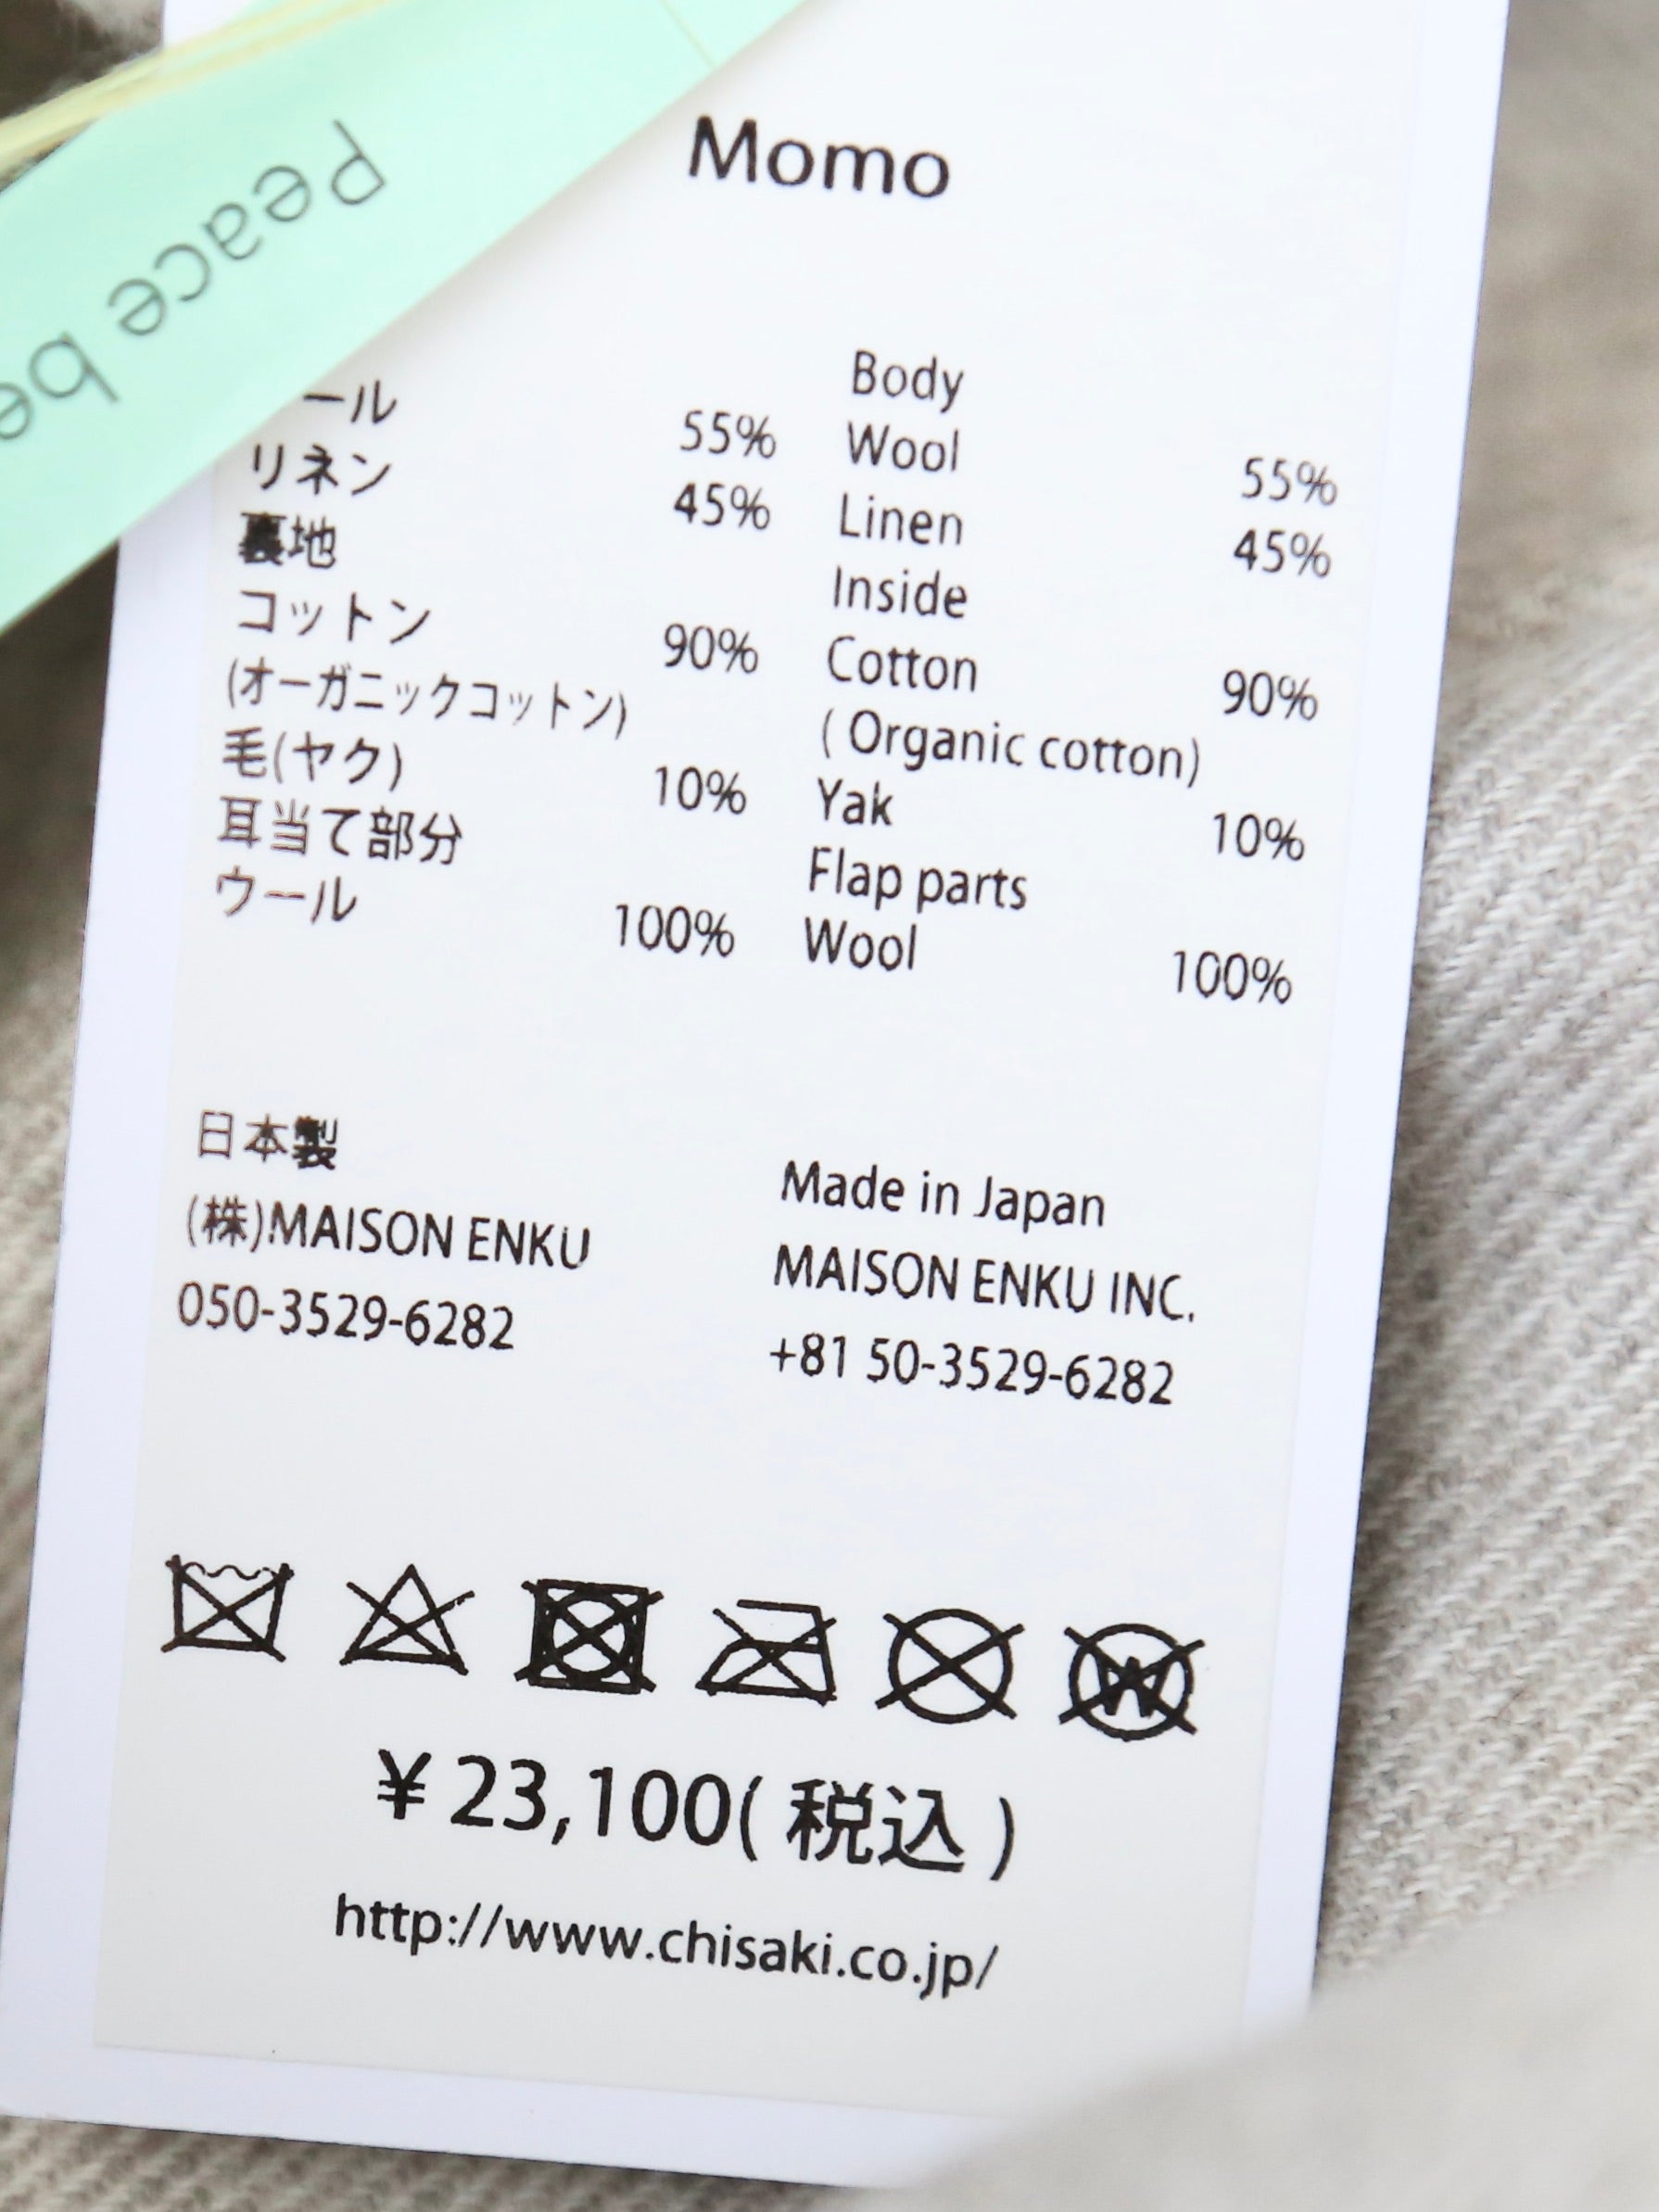 Peace be
Momo
ール 55%
リネン 45%
裏地
コットン 90%
(オーガニックコットン)
毛(ヤク) 10%
耳当て部分
ウール 100%
Body
Wool 55%
Linen 45%
Inside
Cotton 90%
( Organic cotton)
Yak 10%
Flap parts
Wool 100%
日本製
(株)MAISON ENKU
050-3529-6282
Made in Japan
MAISON ENKU INC.
+81 50-3529-6282
W
¥ 23,100( 税込 )
http://www.chisaki.co.jp/